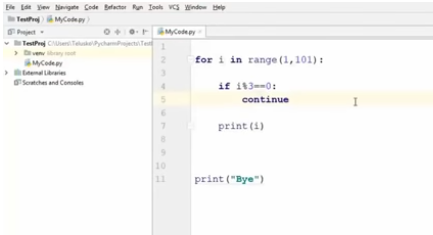 File Edit View Navigate Code Refactor Run Tools VCS Window Help
TestProj MyCode.py
Project MyCode.py
TestProj C:\Users\Tatsuke\PycharmProjects\Test
venv library root
MyCode.py
External Libraries
Scratches and Consoles
1
2 for i in range(1,101):
3
4 if i%3==0:
5 continue
6
7 print(i)
8
9
10
11 print("Bye")